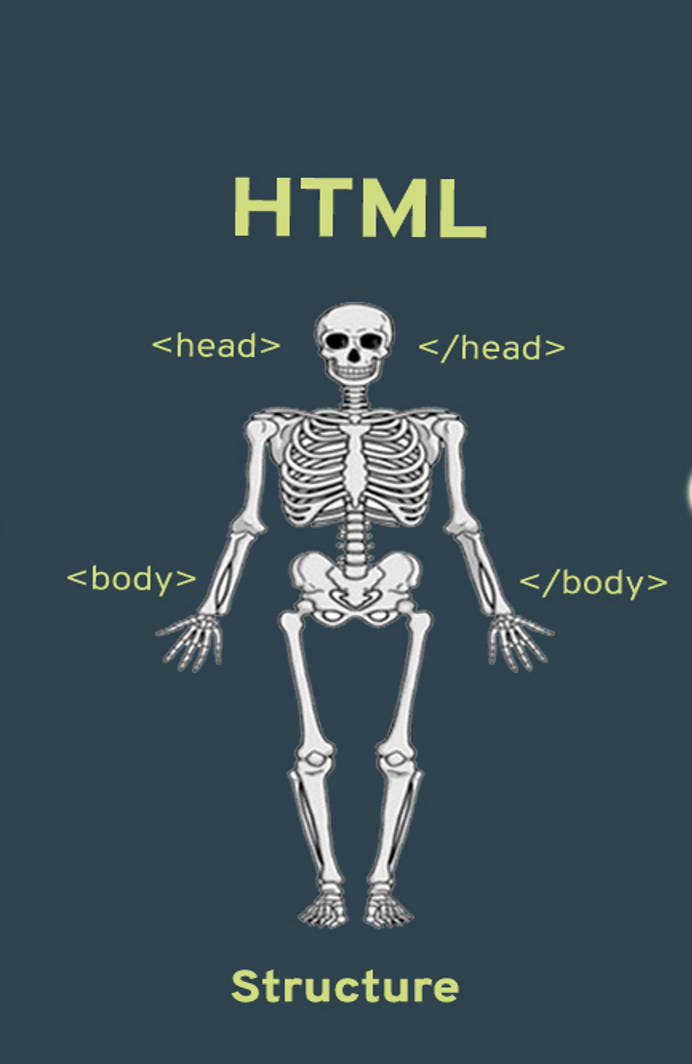 HTML
<head> </head>
<body> </body>
Structure